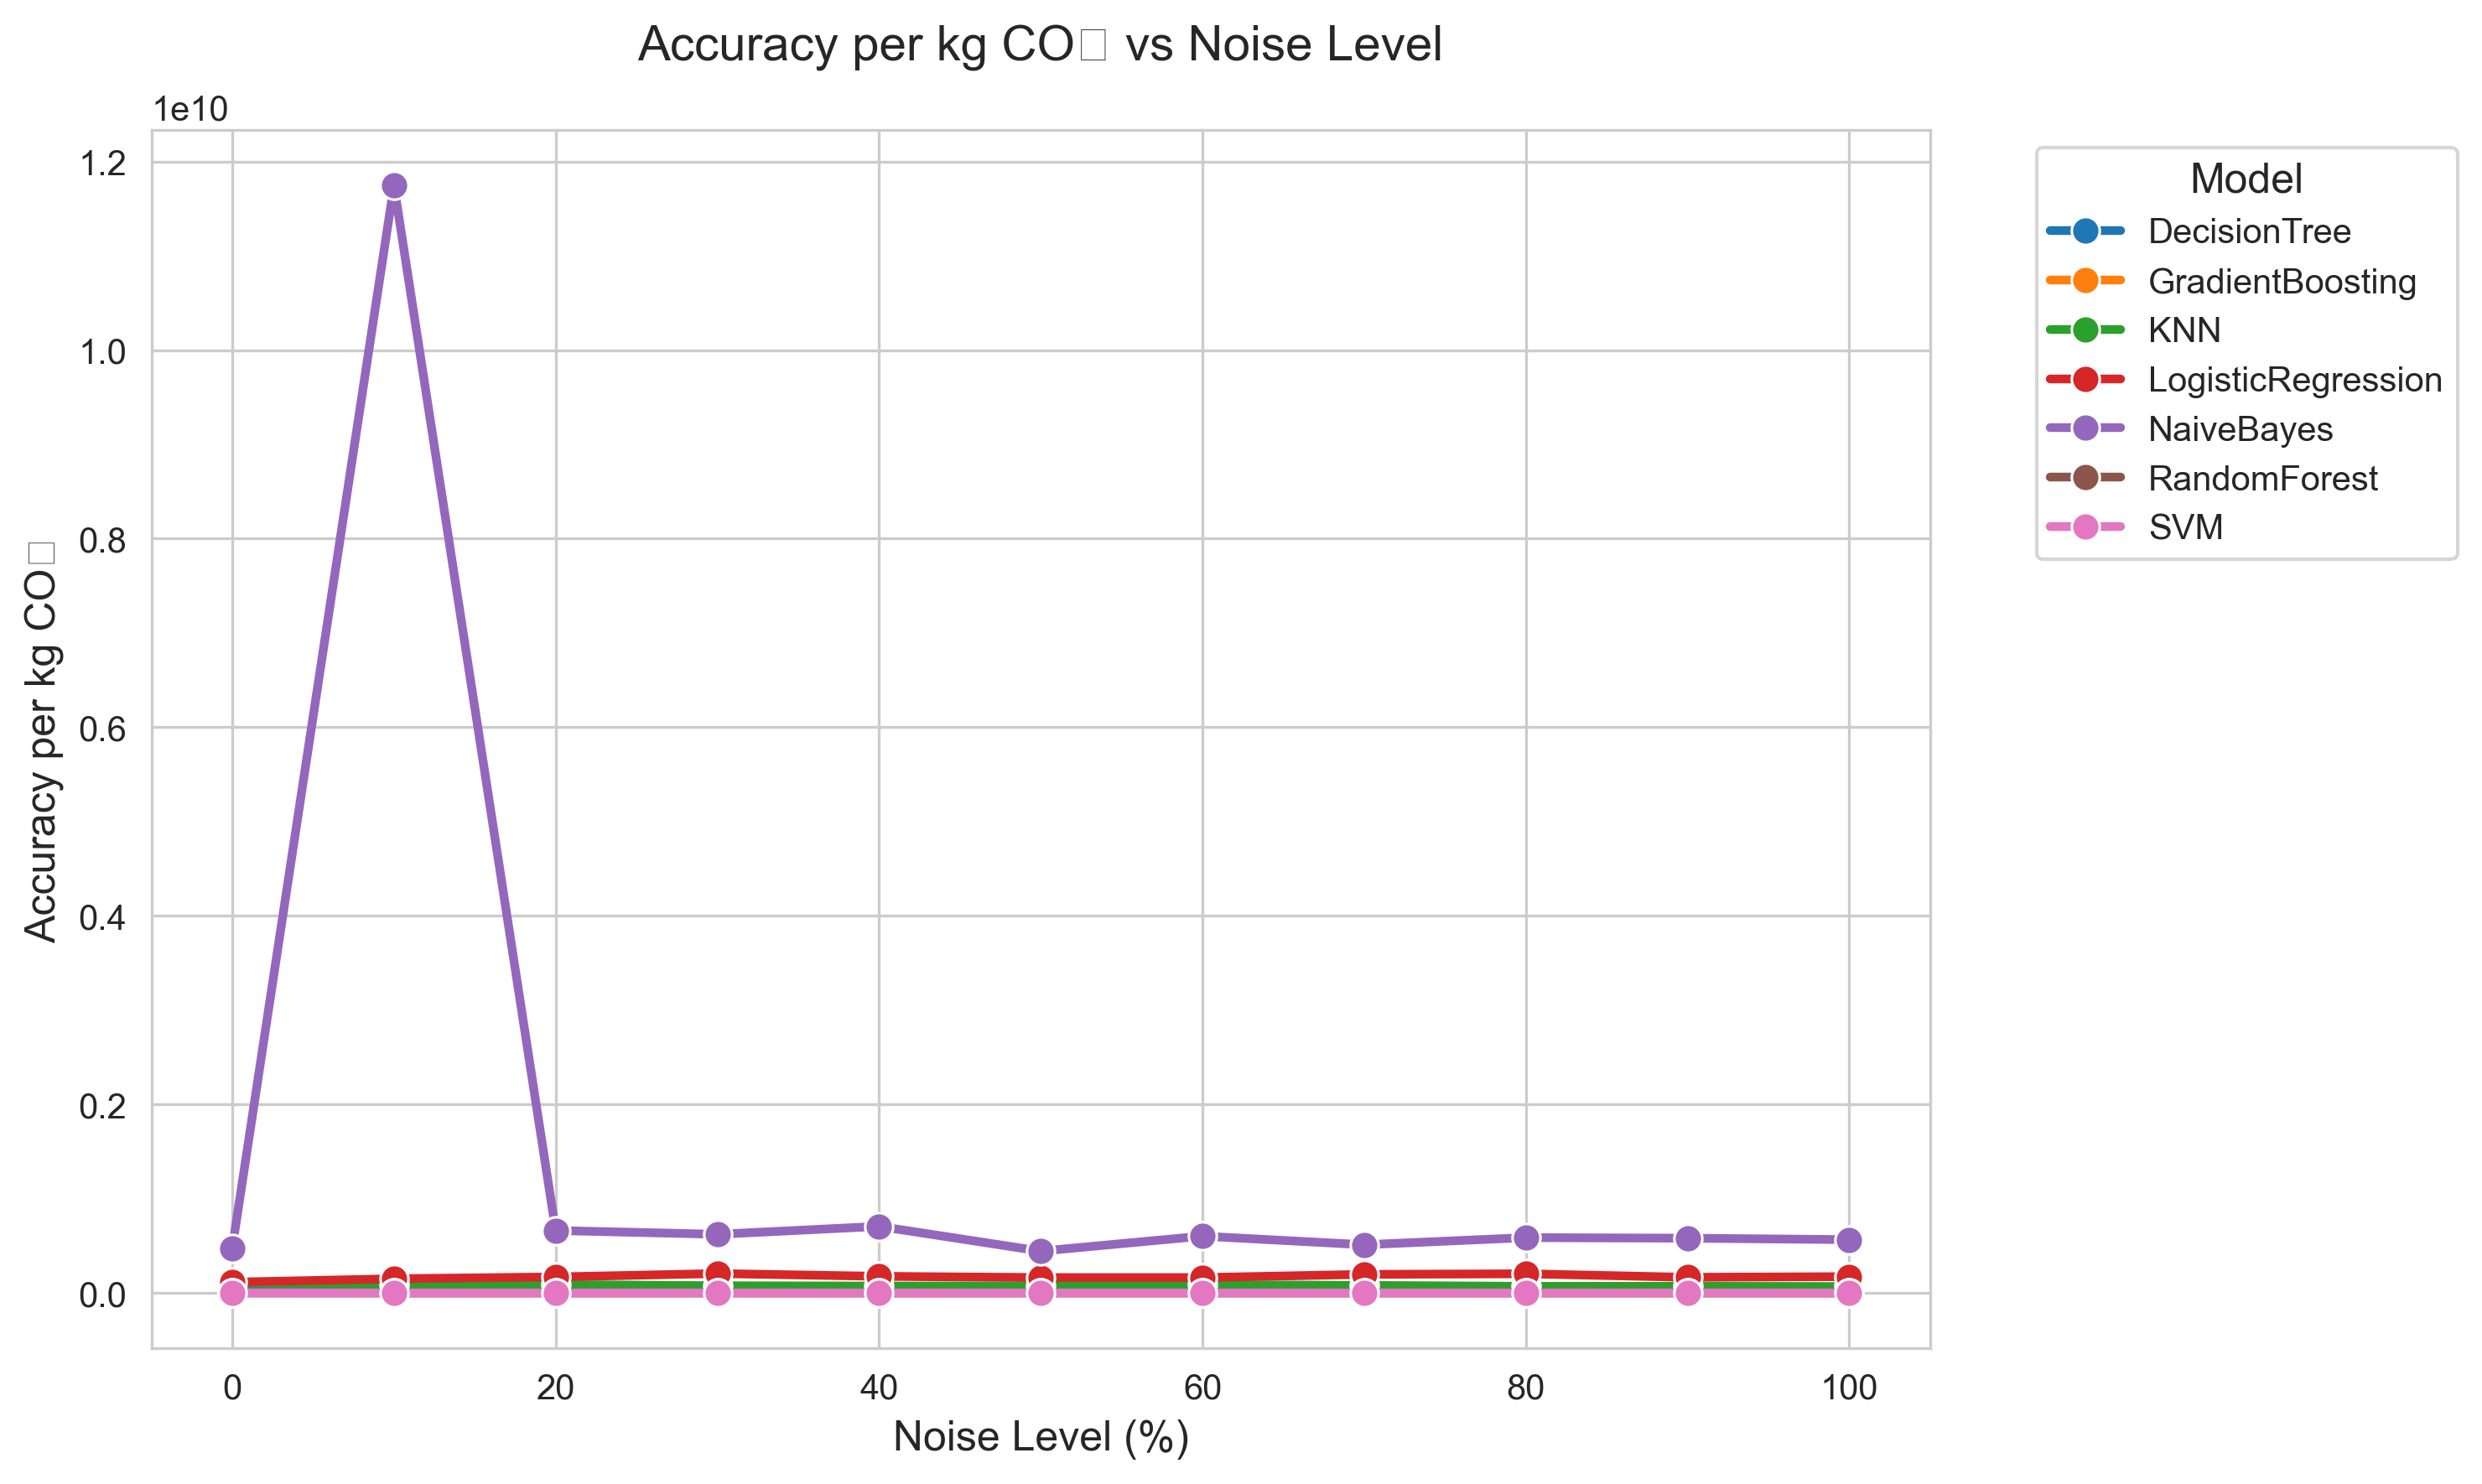 Accuracy per kg CO□ vs Noise Level
1e10
1.2
1.0
0.8
0.6
0.4
0.2
0.0
Accuracy per kg CO□
0 20 40 60 80 100
Noise Level (%)
Model
DecisionTree
GradientBoosting
KNN
LogisticRegression
NaiveBayes
RandomForest
SVM